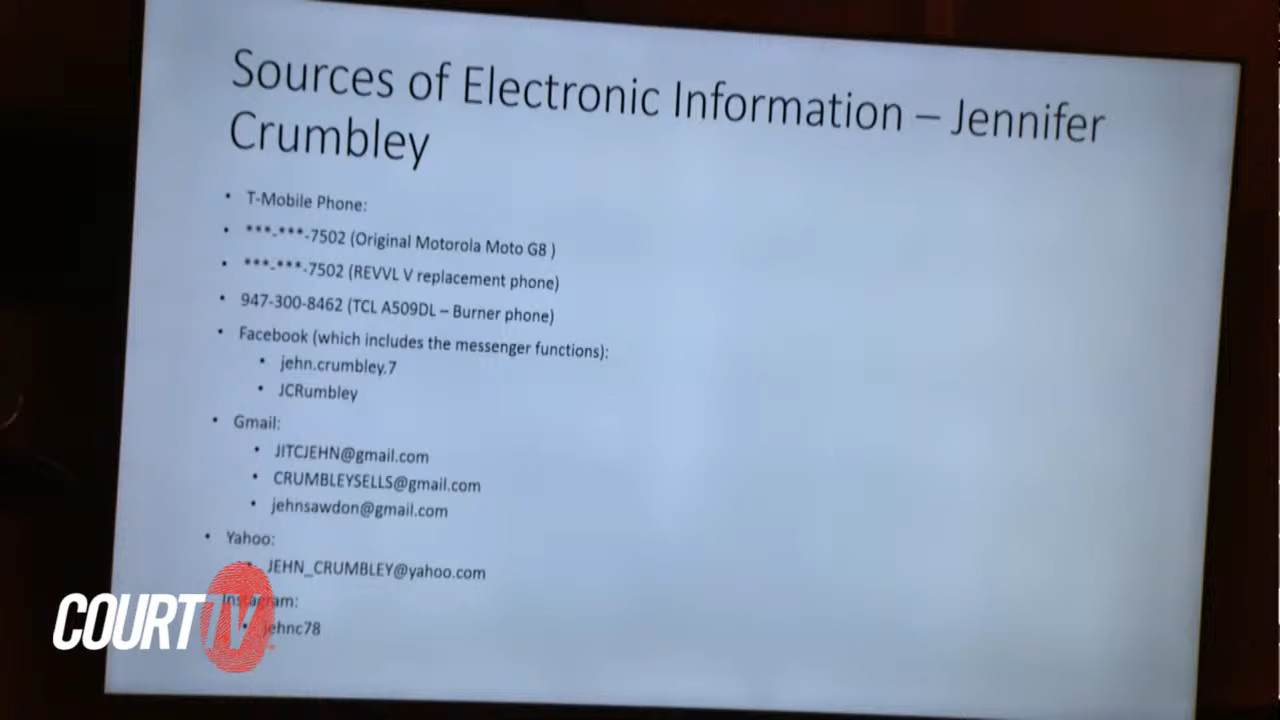 Sources of Electronic Information – Jennifer
Crumbley
• T-Mobile Phone:
• ***-***-7502 (Original Motorola Moto G8 )
• ***-***-7502 (REVVL V replacement phone)
• 947-300-8462 (TCL A509DL – Burner phone)
• Facebook (which includes the messenger functions):
• jehn.crumbley.7
• JCRumbley
• Gmail:
• JITCJEHN@gmail.com
• CRUMBLEYSELLS@gmail.com
• jehnsawdon@gmail.com
• Yahoo:
• JEHN_CRUMBLEY@yahoo.com
Instagram:
• jehnc78
COURT TV